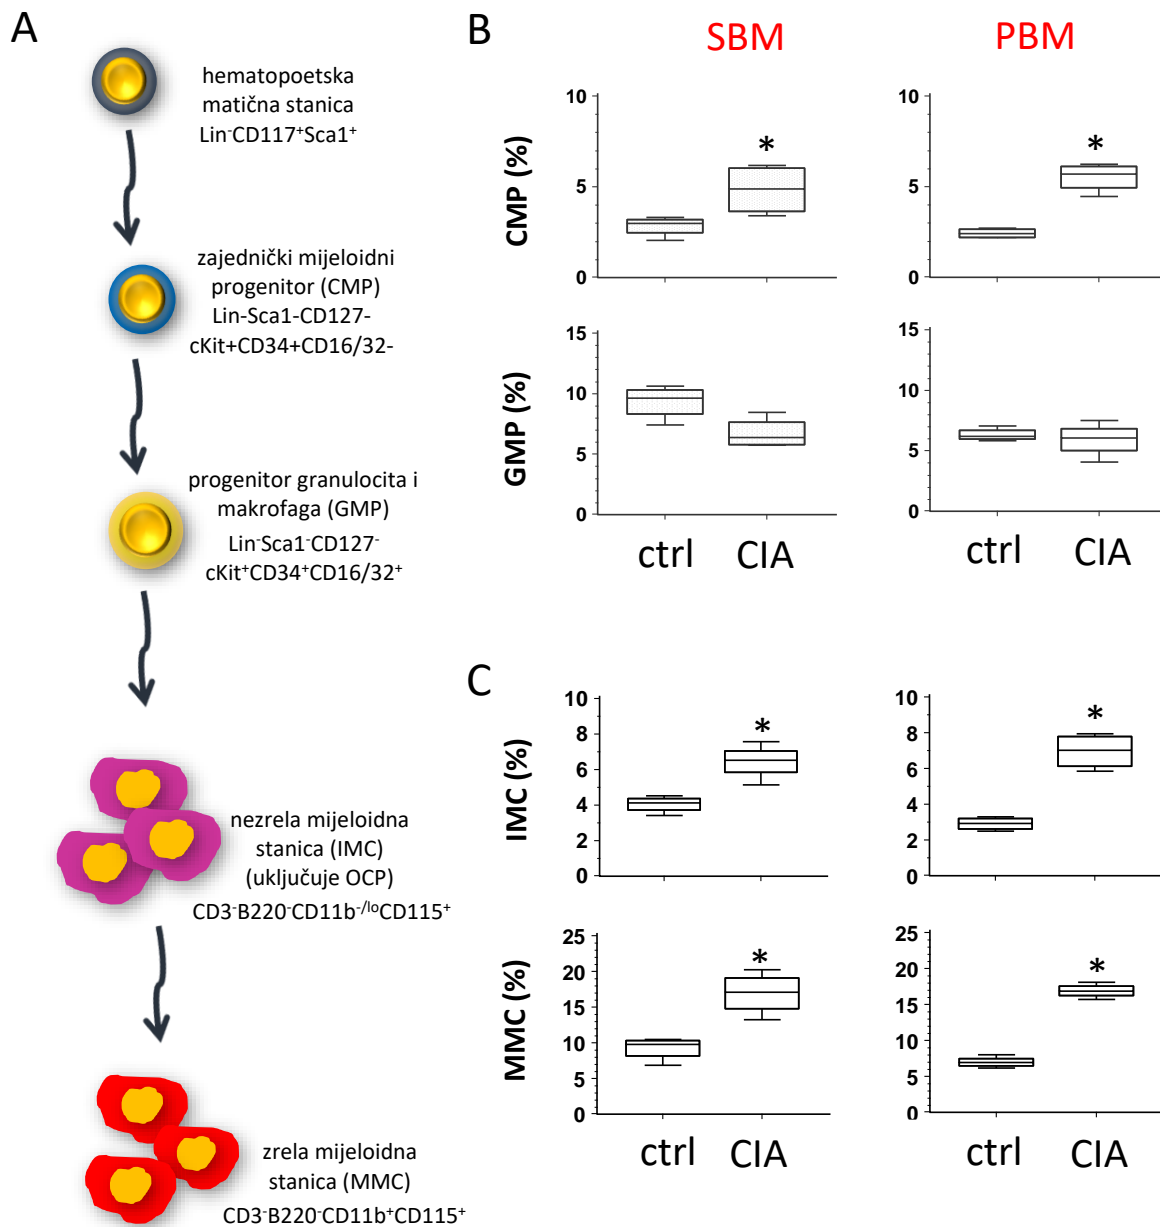 A
hematopoetska
matična stanica
Lin⁻CD117⁺Sca1⁺
zajednički mijeloidni
progenitor (CMP)
Lin-Sca1-CD127-
cKit+CD34+CD16/32-
progenitor granulocita i
makrofaga (GMP)
Lin⁻Sca1⁻CD127⁻
cKit⁺CD34⁺CD16/32⁺
nezrela mijeloidna
stanica (IMC)
(uključuje OCP)
CD3⁻B220⁻CD11b⁻/ˡᵒCD115⁺
zrela mijeloidna
stanica (MMC)
CD3⁻B220⁻CD11b⁺CD115⁺
B
SBM
PBM
CMP (%)
10
5
0
*
10
5
0
*
GMP (%)
15
10
5
0
15
10
5
0
ctrl CIA
ctrl CIA
C
IMC (%)
10
8
6
4
2
0
*
10
8
6
4
2
0
*
MMC (%)
25
20
15
10
5
0
*
25
20
15
10
5
0
*
ctrl CIA
ctrl CIA